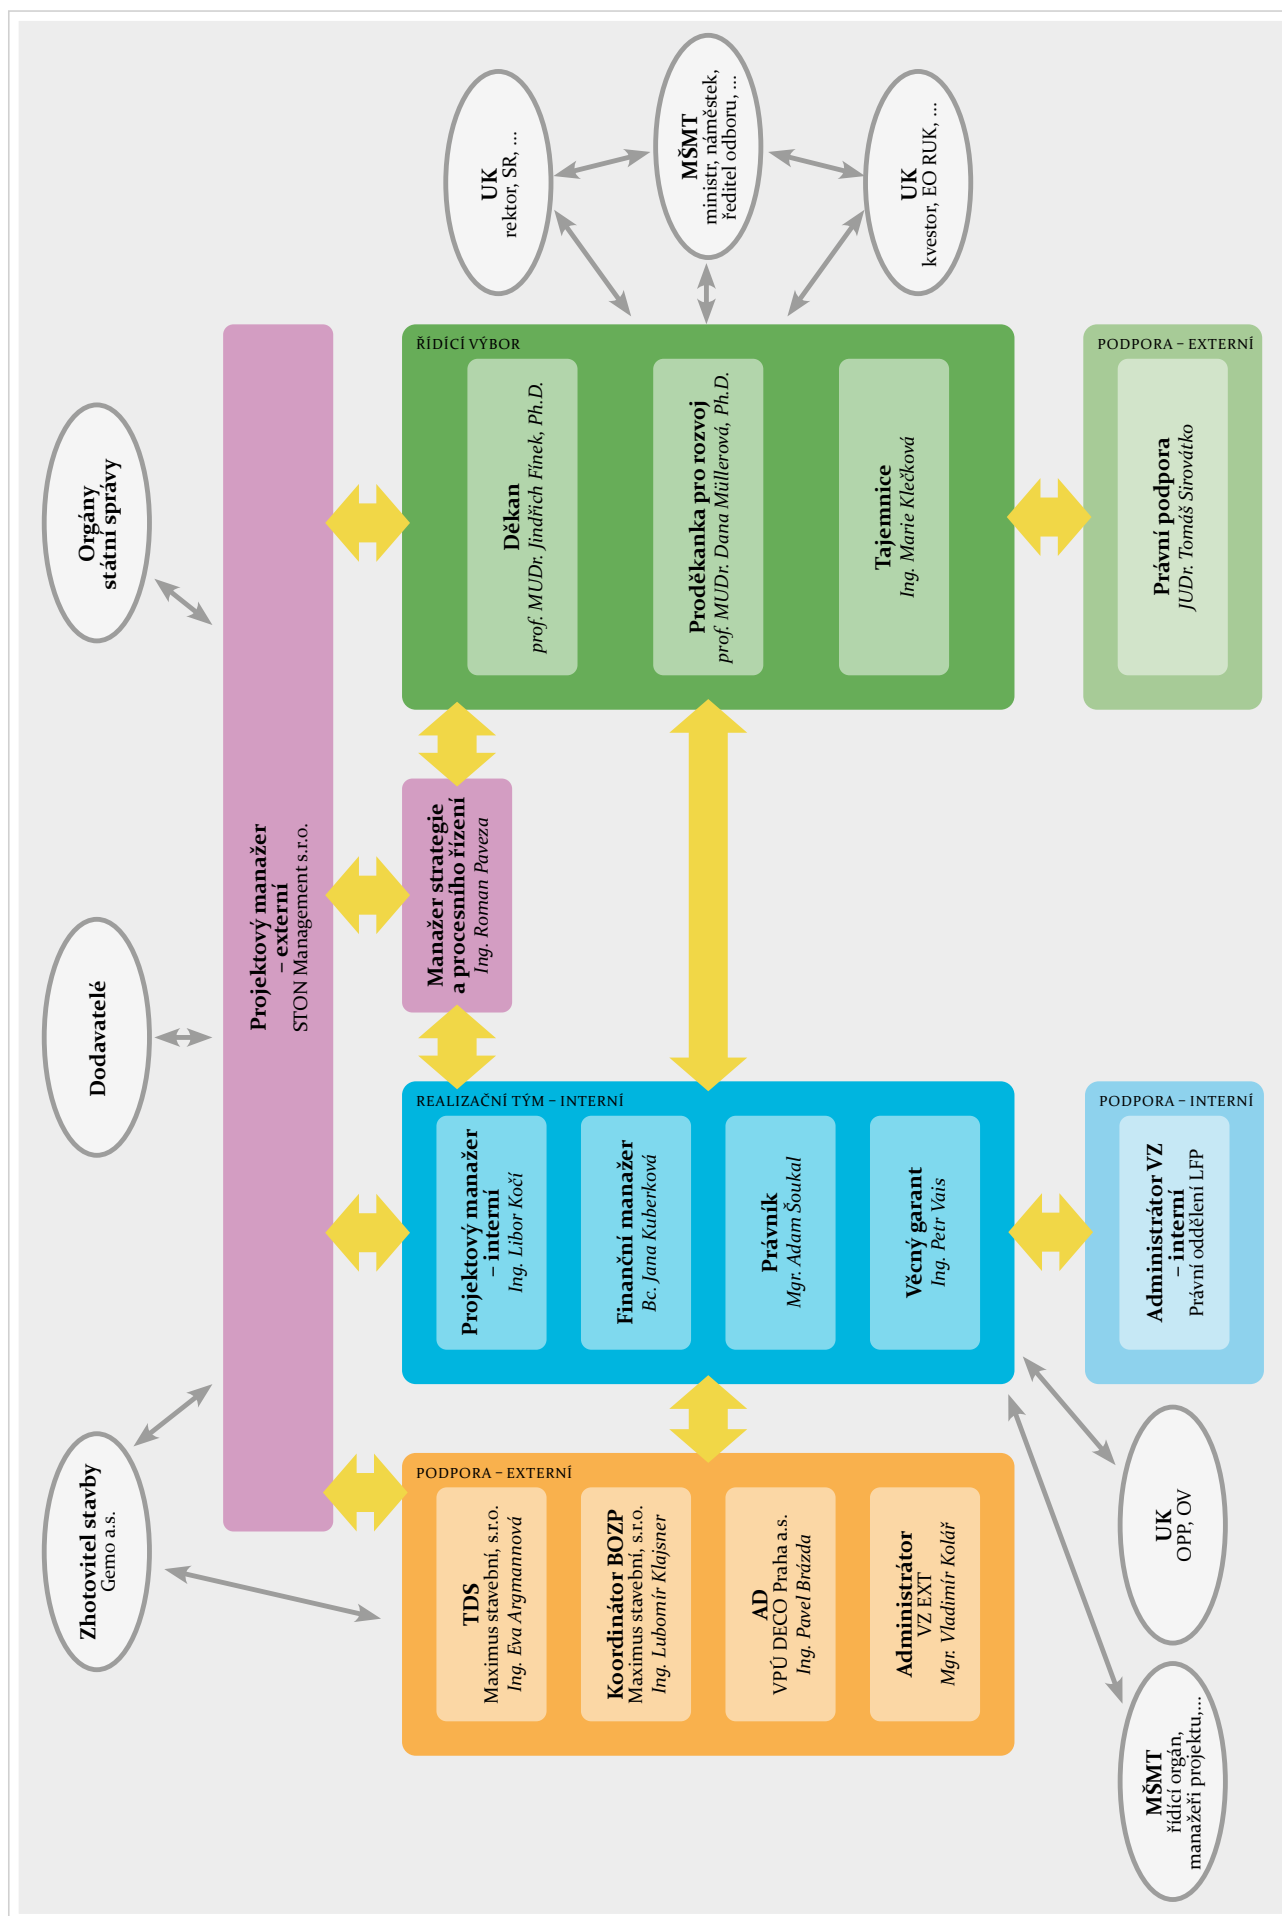 Zhotovitel stavby
Gemo a.s.
Dodavatelé
Orgány
státní správy
Projektový manažer
– externí
STON Management s.r.o.
PODPORA – EXTERNÍ
TDS
Maximus stavební, s.r.o.
Ing. Eva Argmannová
Koordinátor BOZP
Maximus stavební, s.r.o.
Ing. Lubomír Klajsner
AD
VPÚ DECO Praha a.s.
Ing. Pavel Brázda
Administrátor
VZ EXT
Mgr. Vladimír Kolář
REALIZAČNÍ TÝM – INTERNÍ
Projektový manažer
– interní
Ing. Libor Kočí
Finanční manažer
Bc. Jana Kuberková
Právník
Mgr. Adam Šoukal
Věcný garant
Ing. Petr Vais
Manažer strategie
a procesního řízení
Ing. Roman Paveza
ŘÍDÍCÍ VÝBOR
Děkan
prof. MUDr. Jindřich Fínek, Ph.D.
Proděkanka pro rozvoj
prof. MUDr. Dana Müllerová, Ph.D.
Tajemnice
Ing. Marie Klečková
UK
rektor, SR, ...
MŠMT
ministr, náměstek,
ředitel odboru, ...
UK
kvestor, EO RUK, ...
MŠMT
řídící orgán,
manažeři projektu,...
UK
OPP, OV
PODPORA – INTERNÍ
Administrátor VZ
– interní
Právní oddělení LFP
PODPORA – EXTERNÍ
Právní podpora
JUDr. Tomáš Sirovátko